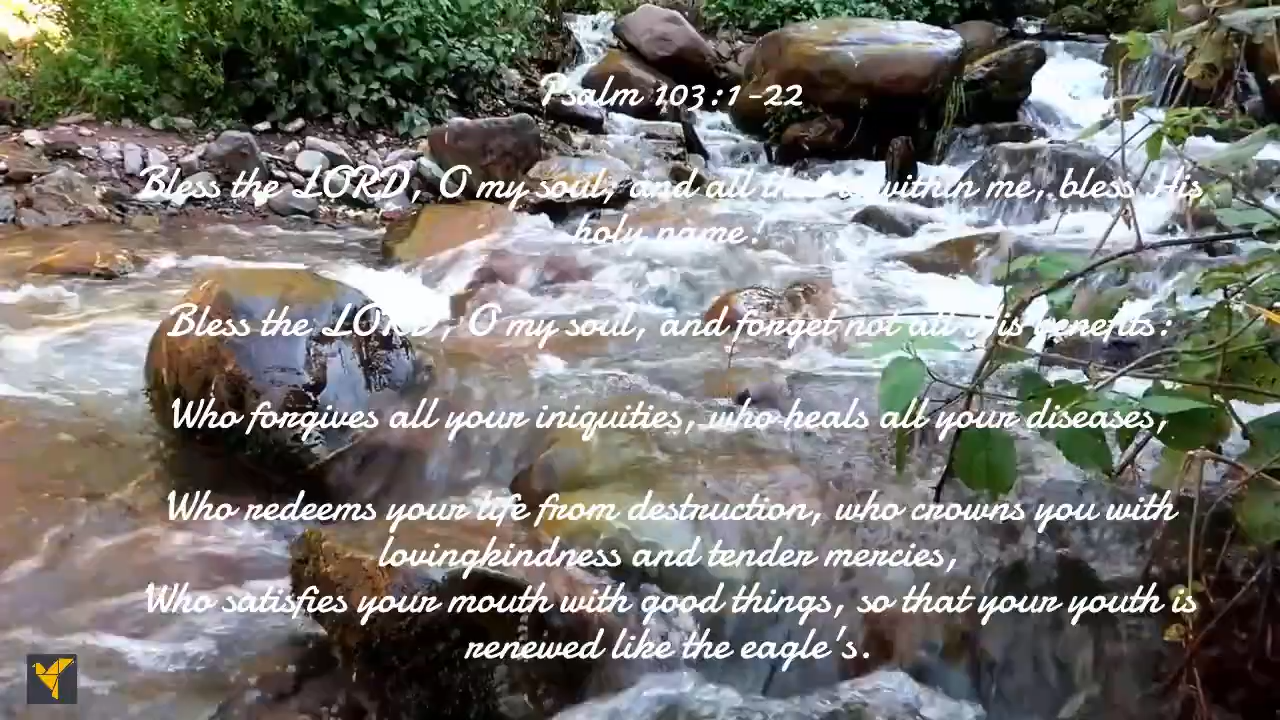 Psalm 103:1-22
Bless the LORD, O my soul; and all that is within me, bless His
holy name!
Bless the LORD, O my soul, and forget not all His benefits:
Who forgives all your iniquities, who heals all your diseases,
Who redeems your life from destruction, who crowns you with
lovingkindness and tender mercies,
Who satisfies your mouth with good things, so that your youth is
renewed like the eagle's.